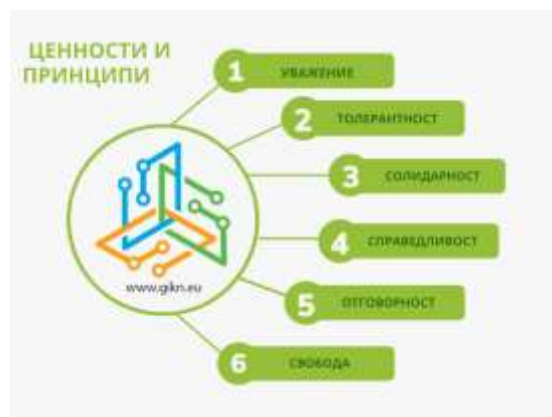 ЦЕННОСТИ И
ПРИНЦИПИ
1 УВАЖЕНИЕ
2 ТОЛЕРАНТНОСТ
3 СОЛИДАРНОСТ
4 СПРАВЕДЛИВОСТ
5 ОТГОВОРНОСТ
6 СВОБОДА
www.gikn.eu